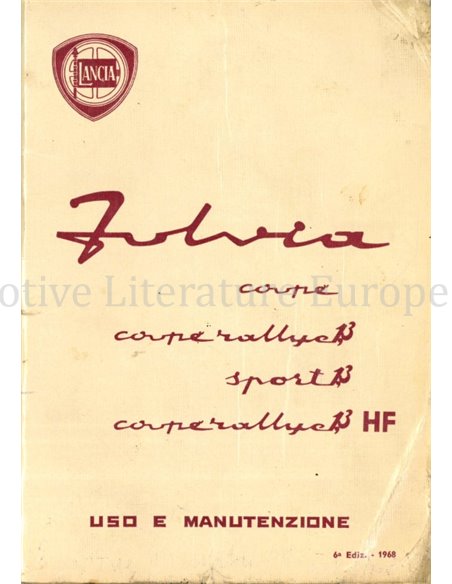 LANCIA
Fulvia
coupé
otive Literature Europe
coupé rallye 1,3
sport 1,3
coupé rallye 1,3 HF
USO E MANUTENZIONE
6ª Ediz. - 1968